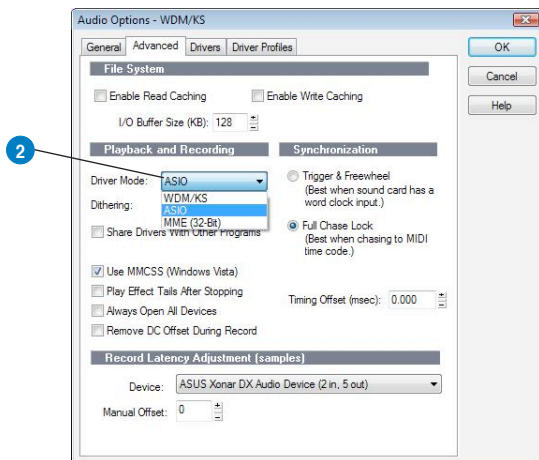 Audio Options - WDM/KS
General Advanced Drivers Driver Profiles
OK
Cancel
Help
File System
Enable Read Caching Enable Write Caching
I/O Buffer Size (KB): 128
2
Playback and Recording
Driver Mode: ASIO
WDM/KS
ASIO
MME (32-Bit)
Dithering:
Share Drivers With Other Programs
Use MMCSS (Windows Vista)
Play Effect Tails After Stopping
Always Open All Devices
Remove DC Offset During Record
Synchronization
Trigger & Freewheel
(Best when sound card has a
word clock input.)
Full Chase Lock
(Best when chasing to MIDI
time code.)
Timing Offset (msec): 0.000
Record Latency Adjustment (samples)
Device: ASUS Xonar DX Audio Device (2 in, 5 out)
Manual Offset: 0